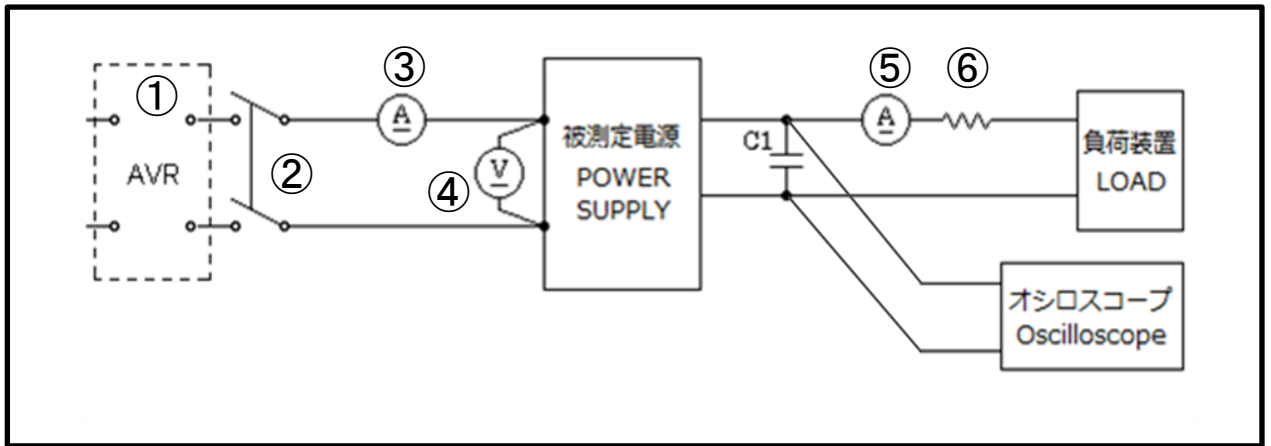 ①
AVR
②
③
A
④
V
被測定電源
POWER
SUPPLY
C1
⑤
A
⑥
負荷装置
LOAD
オシロスコープ
Oscilloscope